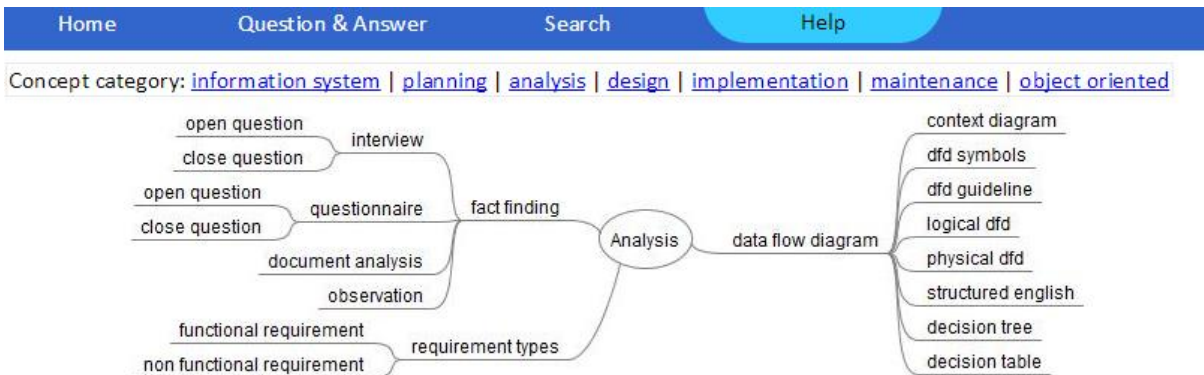 Home Question & Answer Search Help
Concept category: information system | planning | analysis | design | implementation | maintenance | object oriented
open question
close question
interview
open question
close question
questionnaire
document analysis
observation
fact finding
functional requirement
non functional requirement
requirement types
Analysis
data flow diagram
context diagram
dfd symbols
dfd guideline
logical dfd
physical dfd
structured english
decision tree
decision table